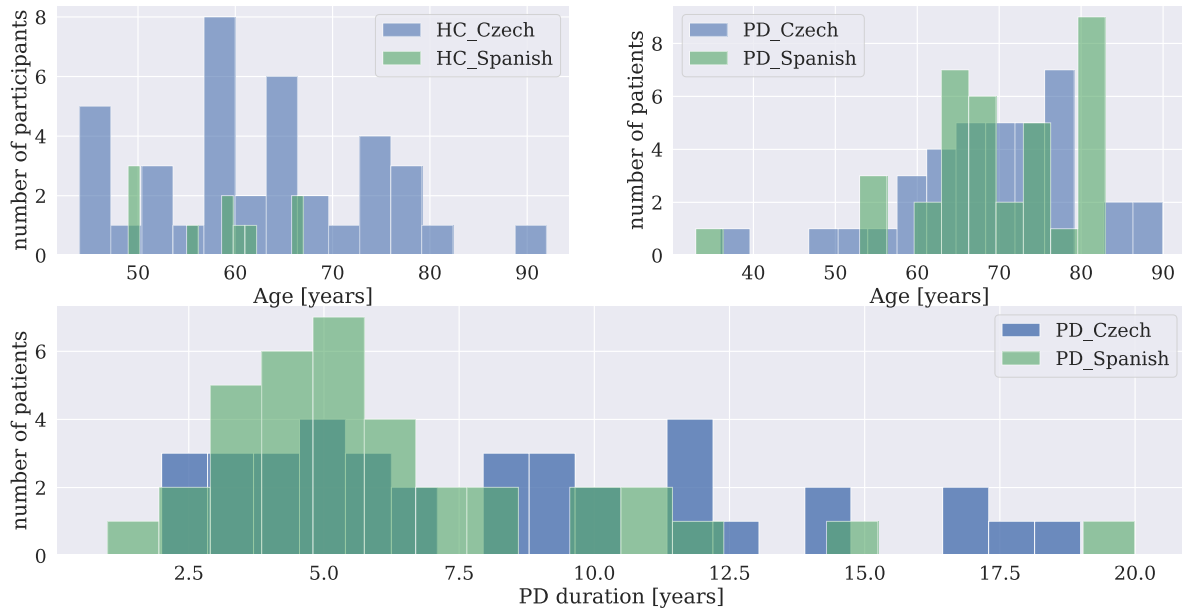 number of participants
8
6
4
2
0
HC_Czech
HC_Spanish
50 60 70 80 90
Age [years]
number of patients
8
6
4
2
0
PD_Czech
PD_Spanish
40 50 60 70 80 90
Age [years]
number of patients
6
4
2
0
PD_Czech
PD_Spanish
2.5 5.0 7.5 10.0 12.5 15.0 17.5 20.0
PD duration [years]